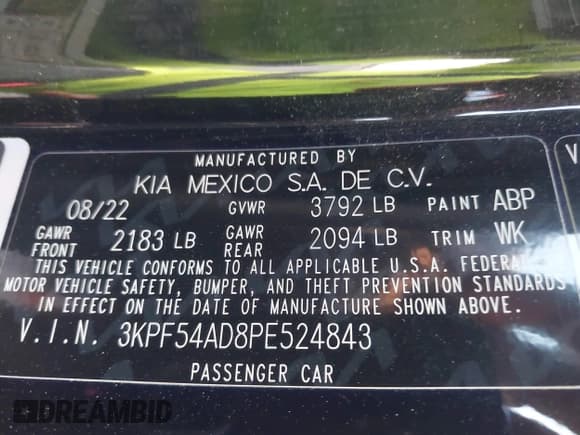 MANUFACTURED BY
KIA MEXICO S.A. DE C.V.
08/22 GVWR 3792 LB PAINT ABP
GAWR FRONT 2183 LB GAWR REAR 2094 LB TRIM WK
THIS VEHICLE CONFORMS TO ALL APPLICABLE U.S.A. FEDERAL
MOTOR VEHICLE SAFETY, BUMPER, AND THEFT PREVENTION STANDARDS
IN EFFECT ON THE DATE OF MANUFACTURE SHOWN ABOVE.
V.I.N. 3KPF54AD8PE524843
PASSENGER CAR
DREAMBID